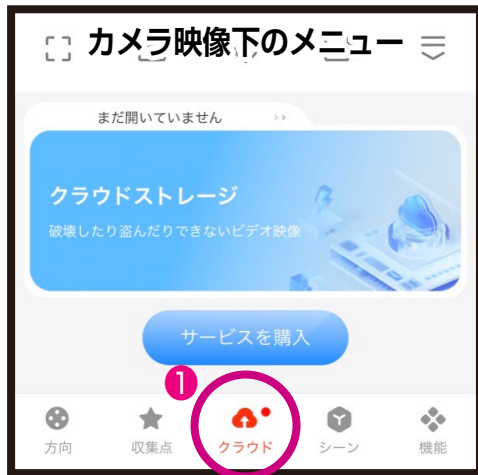 カメラ映像下のメニュー
まだ開いていません >>
クラウドストレージ
破壊したり盗んだりできないビデオ映像
サービスを購入
1
方向 収集点 クラウド シーン 機能